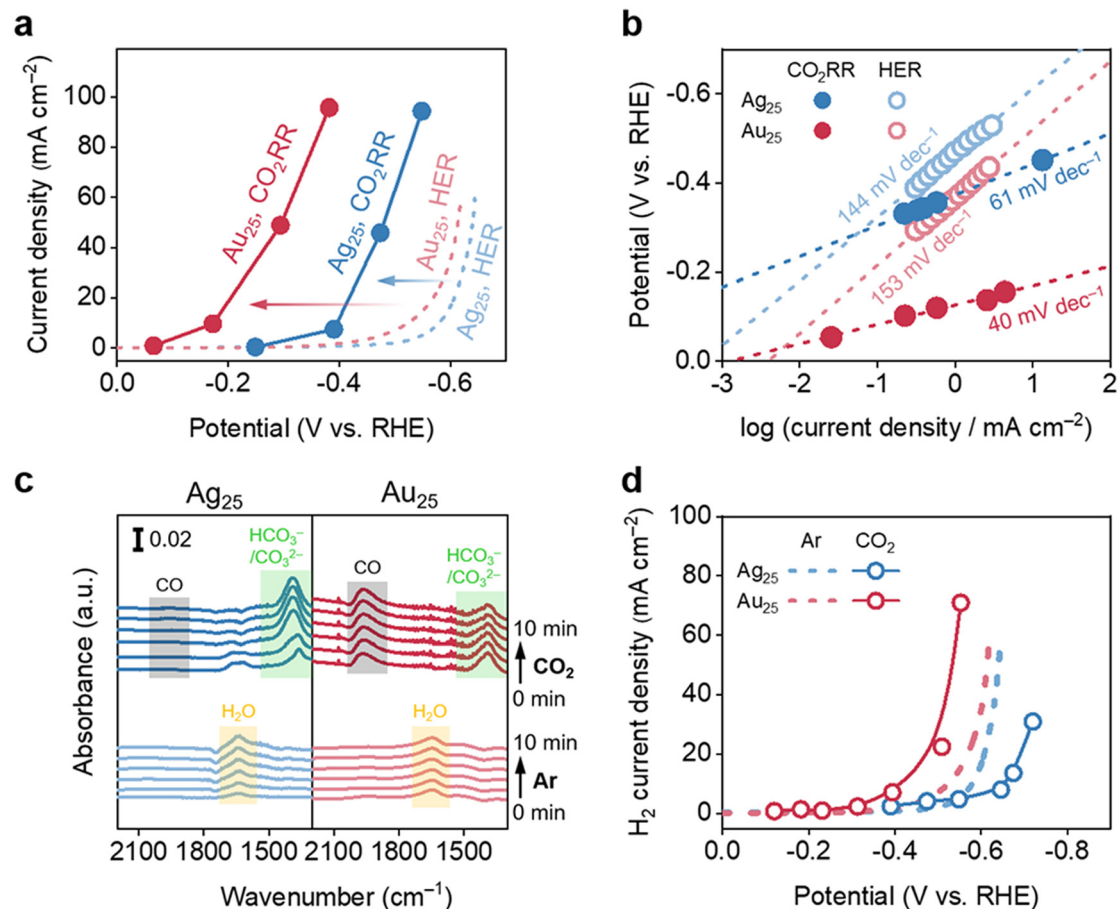 a
Current density (mA cm⁻²)
100
80
60
40
20
0
Au₂₅, CO₂RR
Ag₂₅, CO₂RR
Au₂₅, HER
Ag₂₅, HER
0.0 -0.2 -0.4 -0.6
Potential (V vs. RHE)
b
Potential (V vs. RHE)
-0.6
-0.4
-0.2
0.0
CO₂RR HER
Ag₂₅
Au₂₅
144 mV dec⁻¹
61 mV dec⁻¹
153 mV dec⁻¹
40 mV dec⁻¹
-3 -2 -1 0 1 2
log (current density / mA cm⁻²)
c
Ag₂₅ Au₂₅
Absorbance (a.u.)
0.02
CO
HCO₃⁻
/CO₃²⁻
CO
HCO₃⁻
/CO₃²⁻
10 min
CO₂
0 min
H₂O
H₂O
10 min
Ar
0 min
2100 1800 1500 2100 1800 1500
Wavenumber (cm⁻¹)
d
H₂ current density (mA cm⁻²)
100
80
60
40
20
0
Ar CO₂
Ag₂₅
Au₂₅
0.0 -0.2 -0.4 -0.6 -0.8
Potential (V vs. RHE)